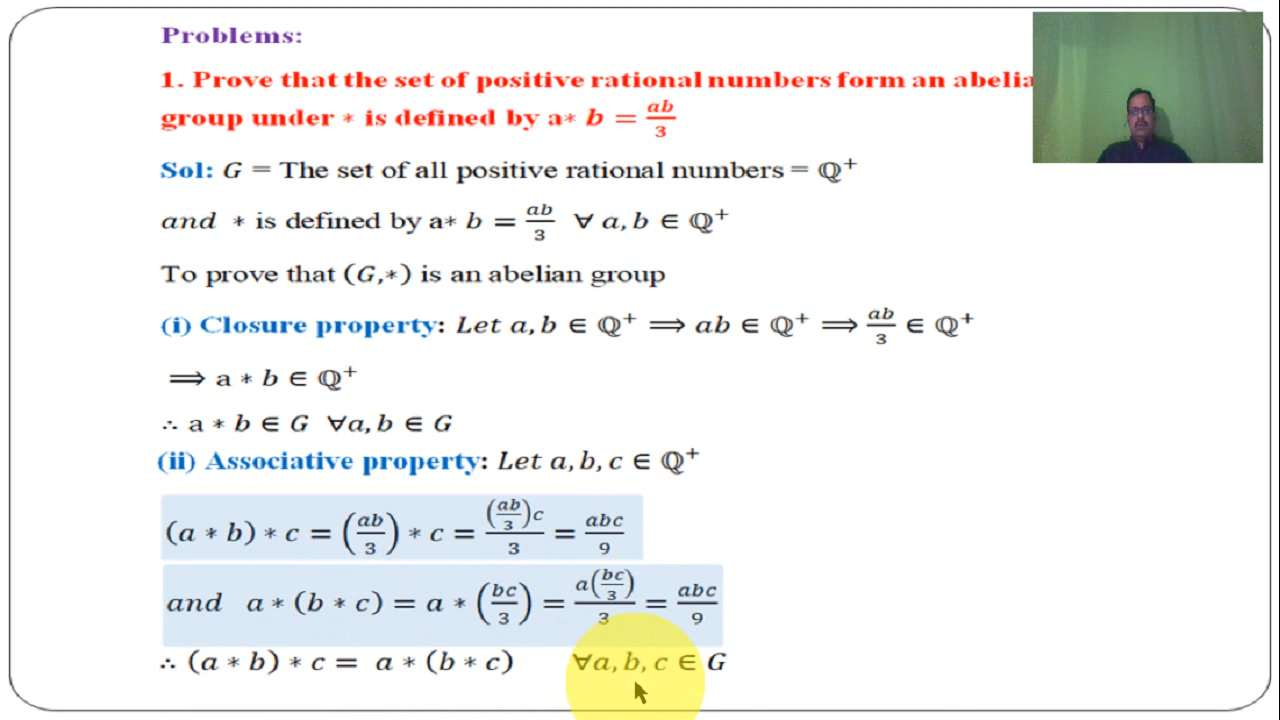 Problems:
1. Prove that the set of positive rational numbers form an abelia
group under * is defined by a* b = ab/3
Sol: G = The set of all positive rational numbers = ℚ⁺
and * is defined by a* b = ab/3 ∀ a, b ∈ ℚ⁺
To prove that (G,*) is an abelian group
(i) Closure property: Let a, b ∈ ℚ⁺ ⟹ ab ∈ ℚ⁺ ⟹ ab/3 ∈ ℚ⁺
⟹ a * b ∈ ℚ⁺
∴ a * b ∈ G ∀a, b ∈ G
(ii) Associative property: Let a, b, c ∈ ℚ⁺
(a * b) * c = (ab/3) * c = (ab/3)c/3 = abc/9
and a * (b * c) = a * (bc/3) = a(bc/3)/3 = abc/9
∴ (a * b) * c = a * (b * c) ∀a, b, c ∈ G